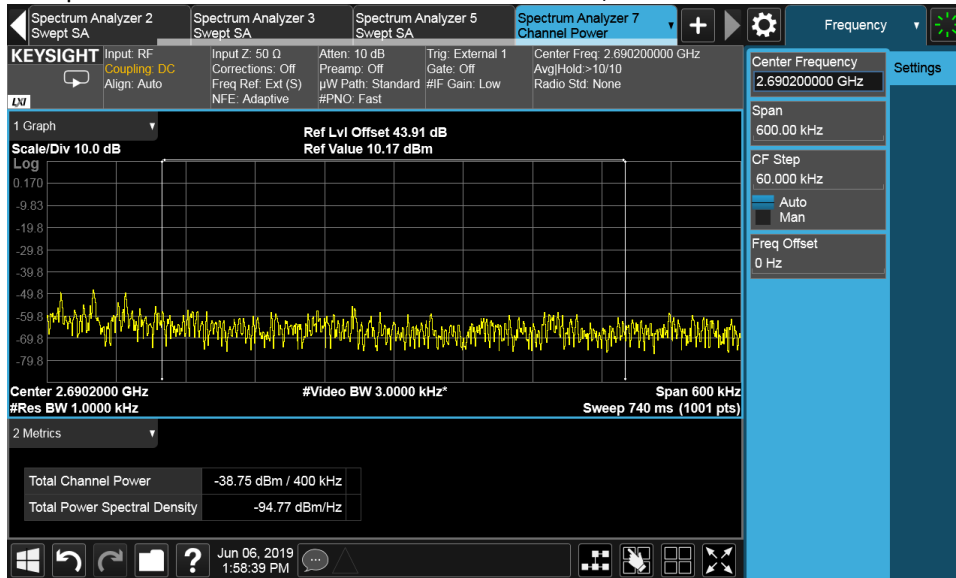 Spectrum Analyzer 2
Swept SA
Spectrum Analyzer 3
Swept SA
Spectrum Analyzer 5
Swept SA
Spectrum Analyzer 7
Channel Power
+
Frequency
KEYSIGHT
LXI
Input: RF
Coupling: DC
Align: Auto
Input Z: 50 Ω
Corrections: Off
Freq Ref: Ext (S)
NFE: Adaptive
Atten: 10 dB
Preamp: Off
µW Path: Standard
#PNO: Fast
Trig: External 1
Gate: Off
#IF Gain: Low
Center Freq: 2.690200000 GHz
Avg|Hold:>10/10
Radio Std: None
Center Frequency
2.690200000 GHz
Settings
Span
600.00 kHz
CF Step
60.000 kHz
Auto
Man
Freq Offset
0 Hz
1 Graph
Scale/Div 10.0 dB
Ref Lvl Offset 43.91 dB
Ref Value 10.17 dBm
Log
0.170
-9.83
-19.8
-29.8
-39.8
-49.8
-59.8
-69.8
-79.8
Center 2.6902000 GHz
#Res BW 1.0000 kHz
#Video BW 3.0000 kHz*
Span 600 kHz
Sweep 740 ms (1001 pts)
2 Metrics
Total Channel Power -38.75 dBm / 400 kHz
Total Power Spectral Density -94.77 dBm/Hz
?
Jun 06, 2019
1:58:39 PM